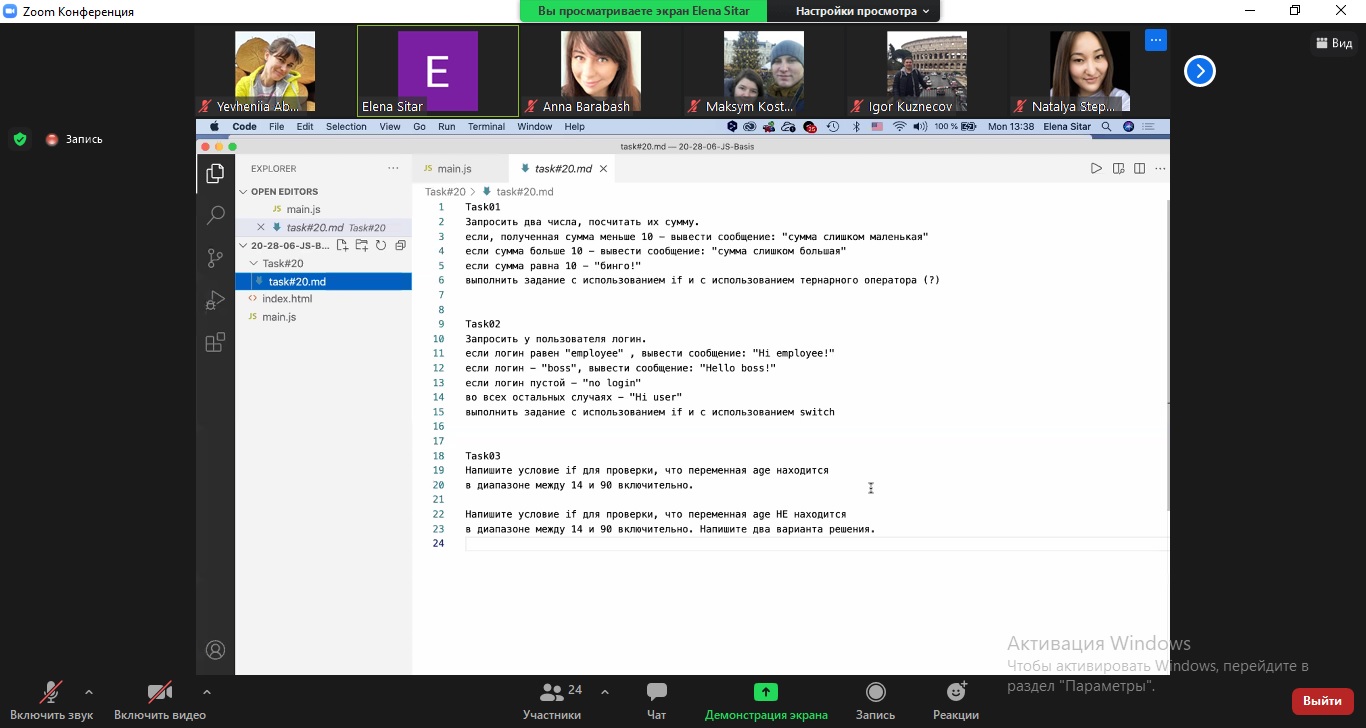 Zoom Конференция
Вы просматриваете экран Elena Sitar
Настройки просмотра
Вид
E
Yevheniia Ab...
Elena Sitar
Anna Barabash
Maksym Kost...
Igor Kuznecov
Natalya Step...
Запись
Code File Edit Selection View Go Run Terminal Window Help
100 % Mon 13:38 Elena Sitar
task#20.md — 20-28-06-JS-Basis
EXPLORER
JS main.js
task#20.md
OPEN EDITORS
Task#20 > task#20.md
JS main.js
task#20.md Task#20
20-28-06-JS-B...
Task#20
task#20.md
<> index.html
JS main.js
1 Task01
2 Запросить два числа, посчитать их сумму.
3 если, полученная сумма меньше 10 – вывести сообщение: "сумма слишком маленькая"
4 если сумма больше 10 – вывести сообщение: "сумма слишком большая"
5 если сумма равна 10 – "бинго!"
6 выполнить задание с использованием if и с использованием тернарного оператора (?)
7
8
9 Task02
10 Запросить у пользователя логин.
11 если логин равен "employee" , вывести сообщение: "Hi employee!"
12 если логин – "boss", вывести сообщение: "Hello boss!"
13 если логин пустой – "no login"
14 во всех остальных случаях – "Hi user"
15 выполнить задание с использованием if и с использованием switch
16
17
18 Task03
19 Напишите условие if для проверки, что переменная age находится
20 в диапазоне между 14 и 90 включительно.
21
22 Напишите условие if для проверки, что переменная age НЕ находится
23 в диапазоне между 14 и 90 включительно. Напишите два варианта решения.
24
Активация Windows
Чтобы активировать Windows, перейдите в
раздел "Параметры".
Включить звук
Включить видео
24
Участники
Чат
Демонстрация экрана
Запись
Реакции
Выйти